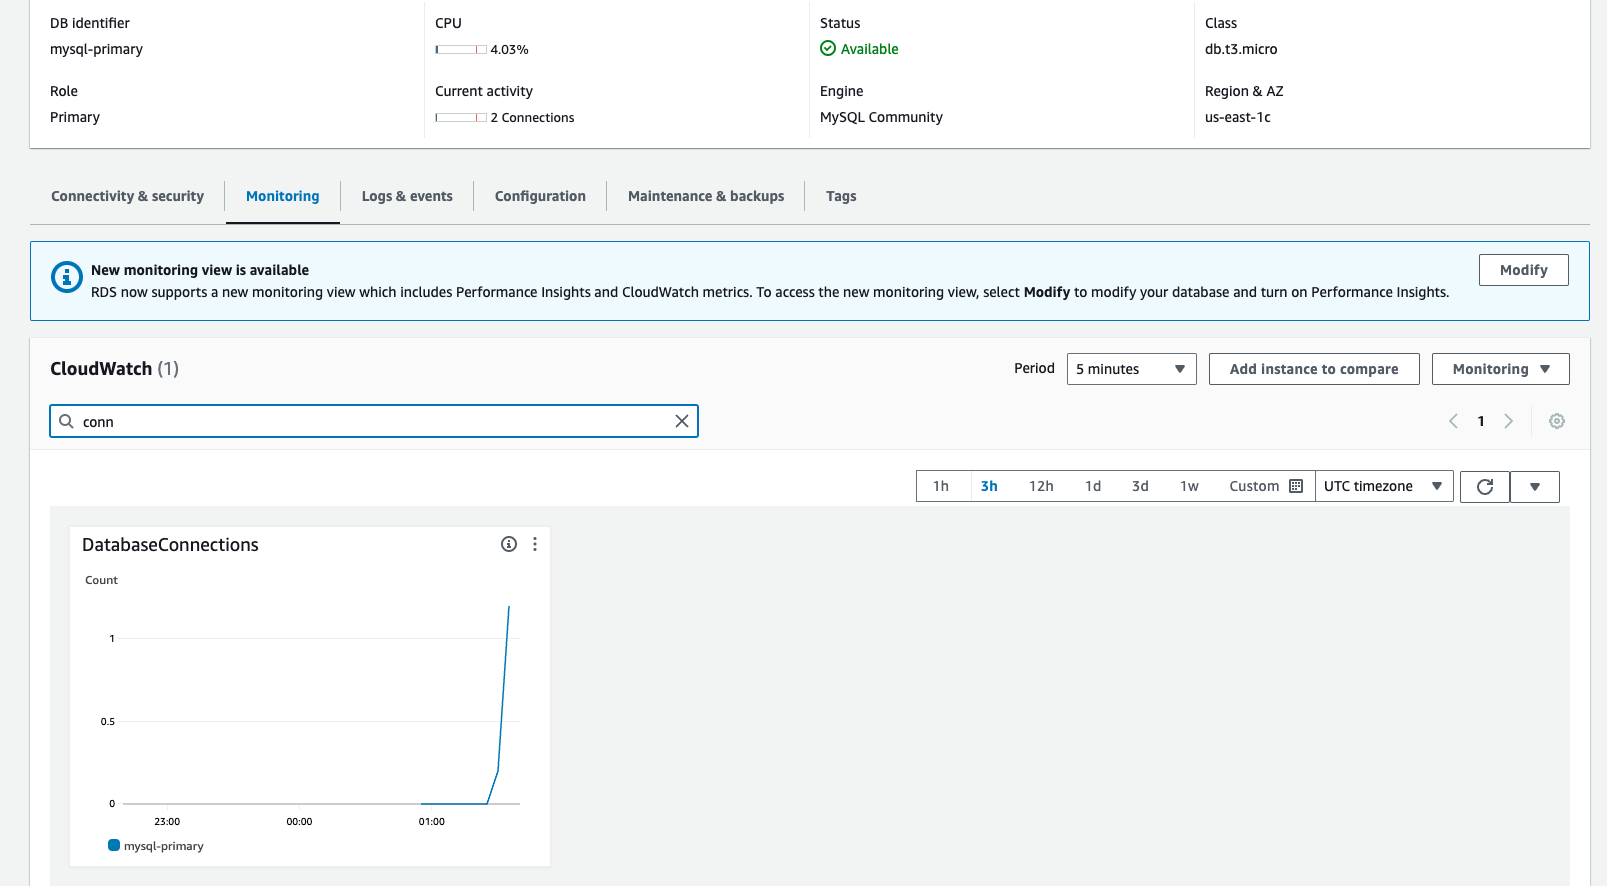 DB identifier CPU Status Class
mysql-primary 4.03% Available db.t3.micro
Role Current activity Engine Region & AZ
Primary 2 Connections MySQL Community us-east-1c
Connectivity & security Monitoring Logs & events Configuration Maintenance & backups Tags
New monitoring view is available Modify
RDS now supports a new monitoring view which includes Performance Insights and CloudWatch metrics. To access the new monitoring view, select Modify to modify your database and turn on Performance Insights.
CloudWatch (1) Period 5 minutes Add instance to compare Monitoring
conn 1
1h 3h 12h 1d 3d 1w Custom UTC timezone
DatabaseConnections
Count
1
0.5
0
23:00 00:00 01:00
mysql-primary